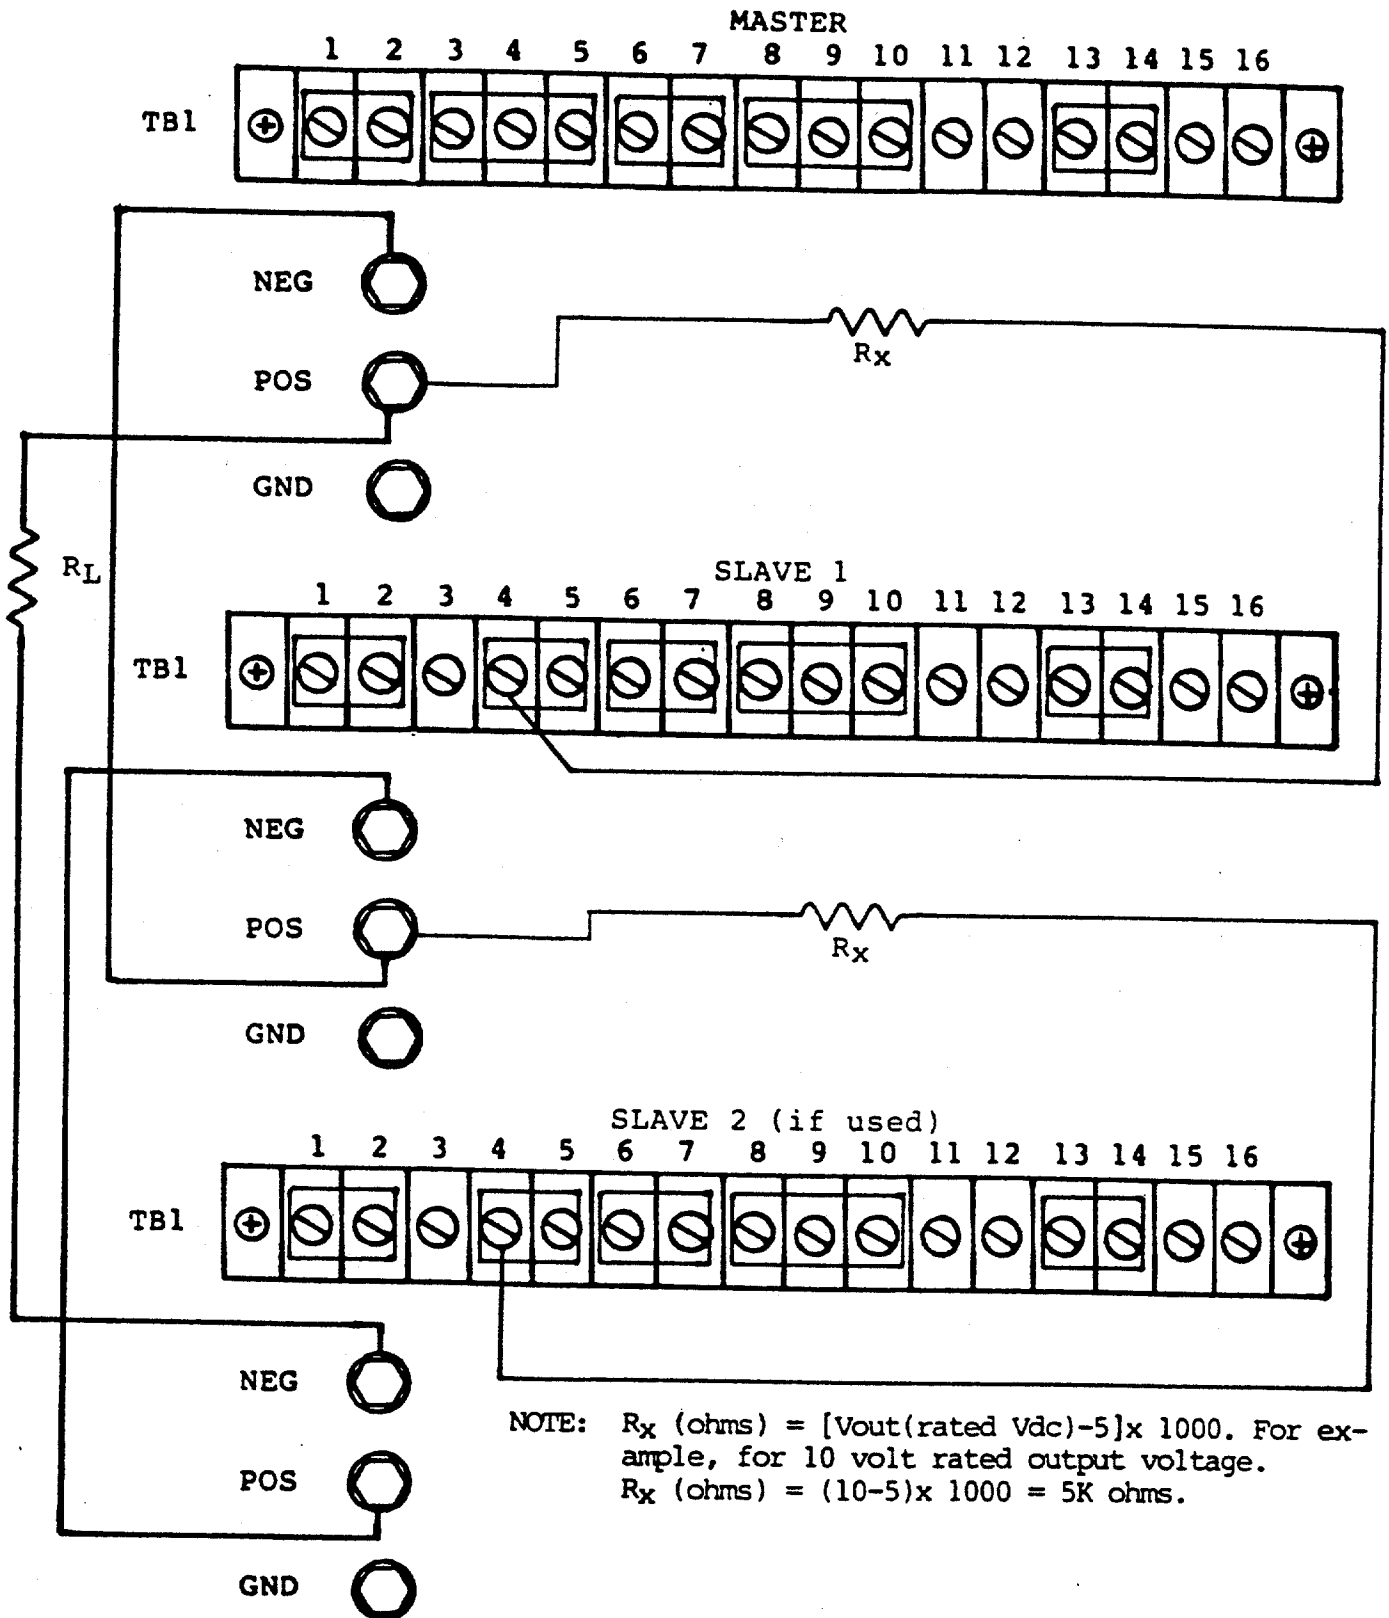 MASTER
1 2 3 4 5 6 7 8 9 10 11 12 13 14 15 16
TB1
NEG
Rx
POS
GND
RL
SLAVE 1
1 2 3 4 5 6 7 8 9 10 11 12 13 14 15 16
TB1
NEG
POS
Rx
GND
SLAVE 2 (if used)
1 2 3 4 5 6 7 8 9 10 11 12 13 14 15 16
TB1
NEG
NOTE: Rx (ohms) = [Vout(rated Vdc)-5]x 1000. For ex-
ample, for 10 volt rated output voltage.
Rx (ohms) = (10-5)x 1000 = 5K ohms.
POS
GND